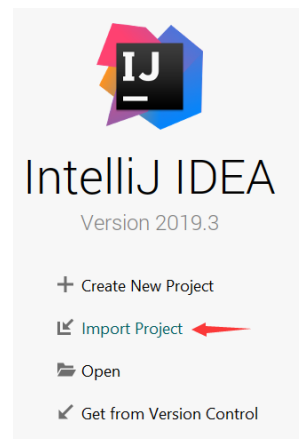 IJ
IntelliJ IDEA
Version 2019.3
Create New Project
Import Project
Open
Get from Version Control